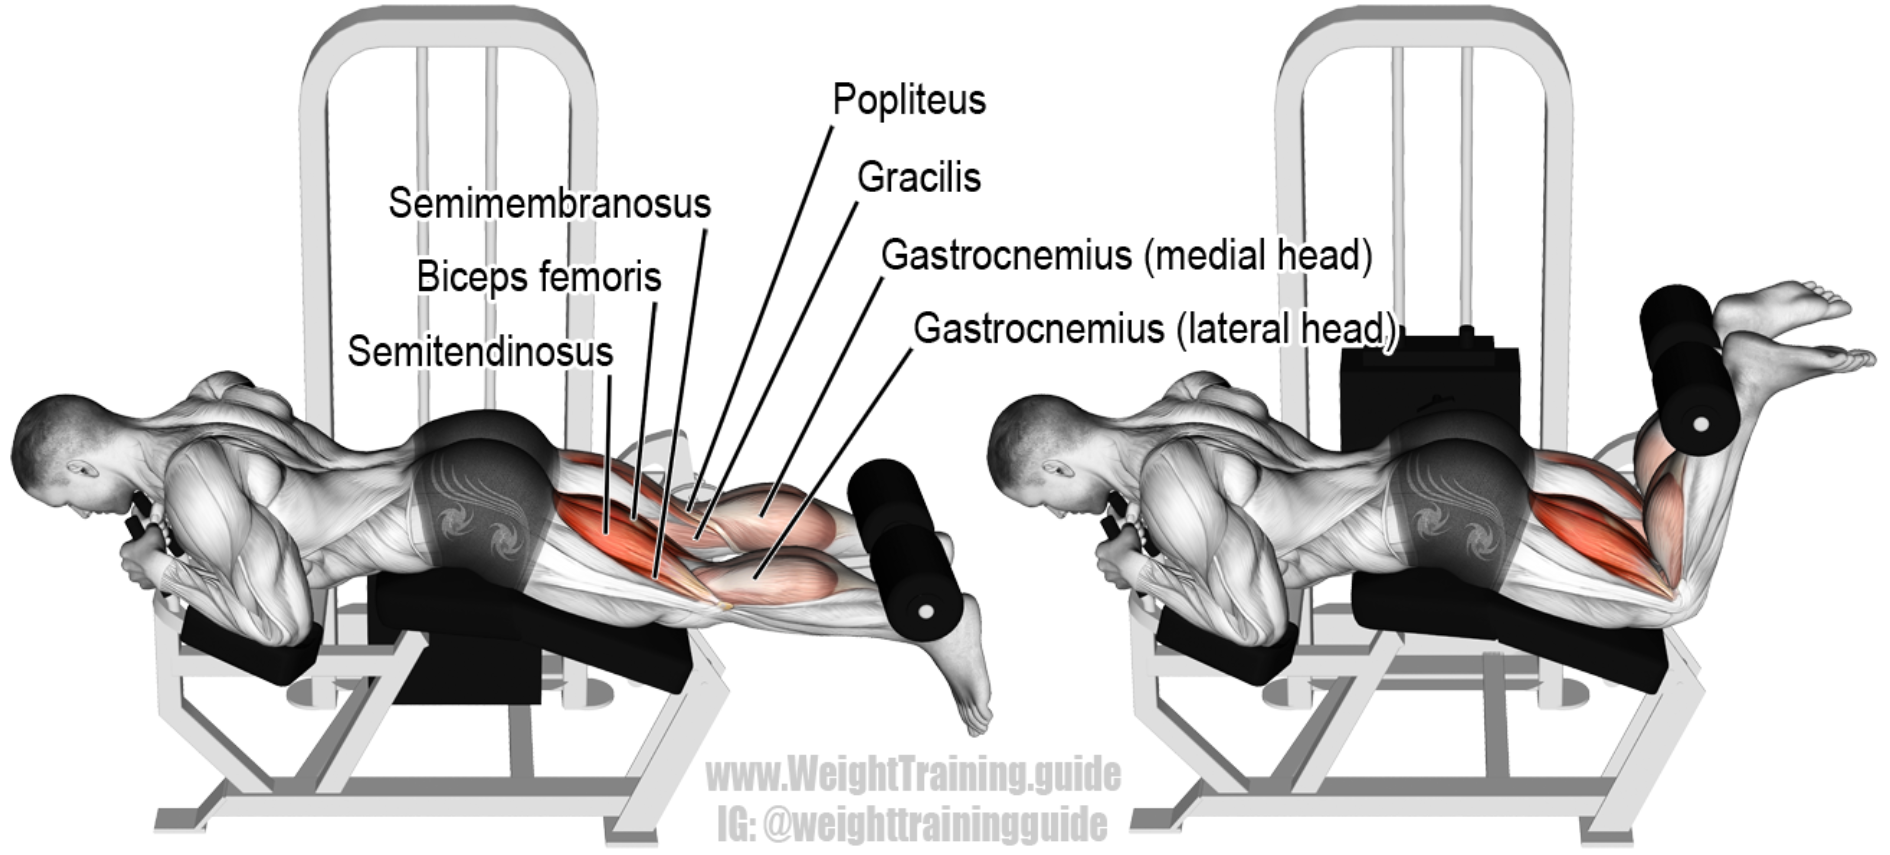 Popliteus
Gracilis
Semimembranosus
Gastrocnemius (medial head)
Biceps femoris
Gastrocnemius (lateral head)
Semitendinosus
www.WeightTraining.guide
IG: @weighttrainingguide